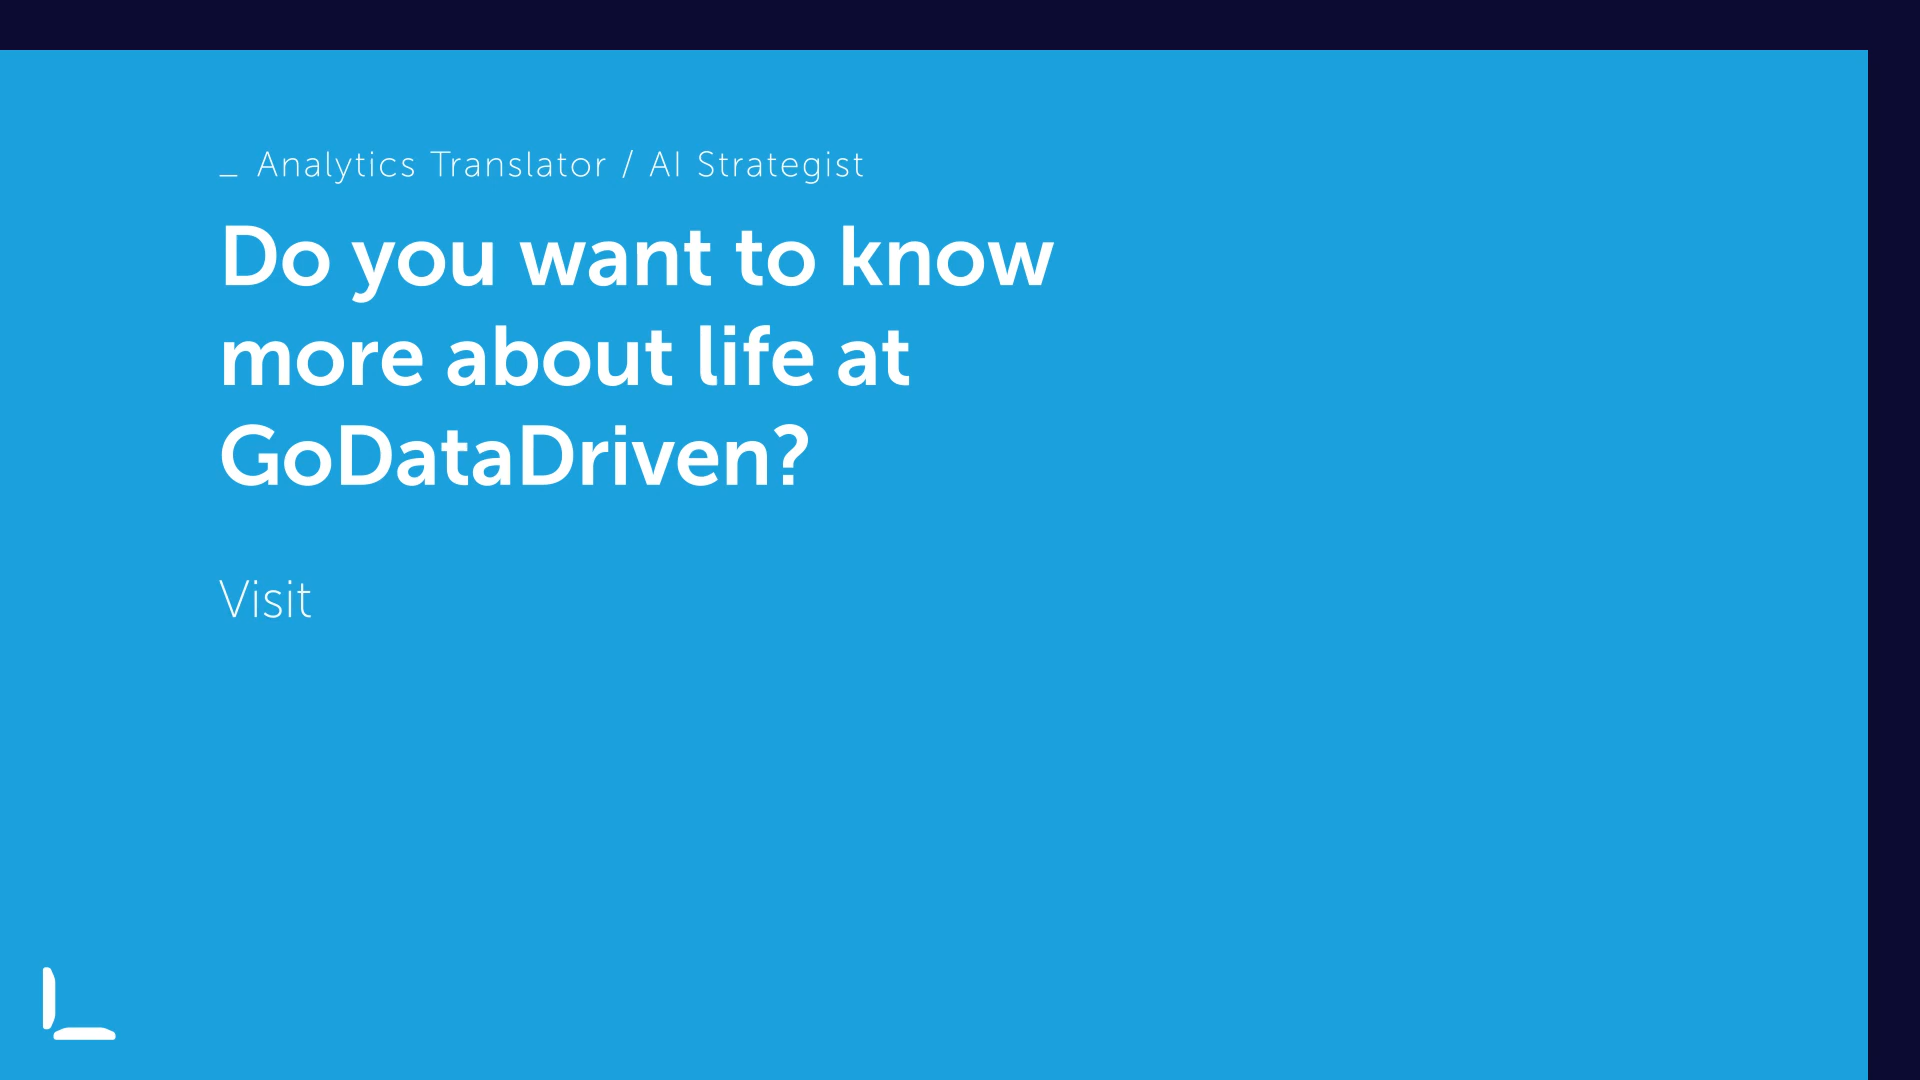 _ Analytics Translator / AI Strategist
Do you want to know
more about life at
GoDataDriven?
Visit